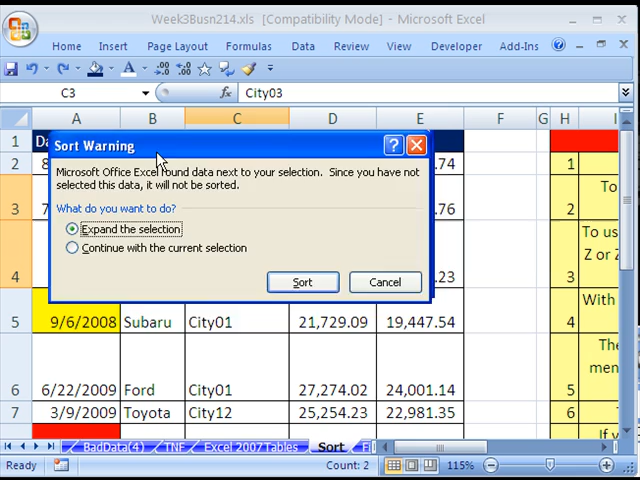 Week3Busn214.xls [Compatibility Mode] - Microsoft Excel
Home Insert Page Layout Formulas Data Review View Developer Add-Ins
C3 City03
A B C D E F G H I
1 Da
2 8 .74 1
3 .76 To 2
To us
Z or Z
4 .23 3
Sort Warning
Microsoft Office Excel found data next to your selection. Since you have not
selected this data, it will not be sorted.
What do you want to do?
Expand the selection
Continue with the current selection
Sort Cancel
With
5 9/6/2008 Subaru City01 21,729.09 19,447.54 4
The
men
6 6/22/2009 Ford City01 27,274.02 24,001.14 5
7 3/9/2009 Toyota City12 25,254.23 22,981.35 6
If y
BadData(4) TNF Excel 2007Tables Sort
Ready Count: 2 115%